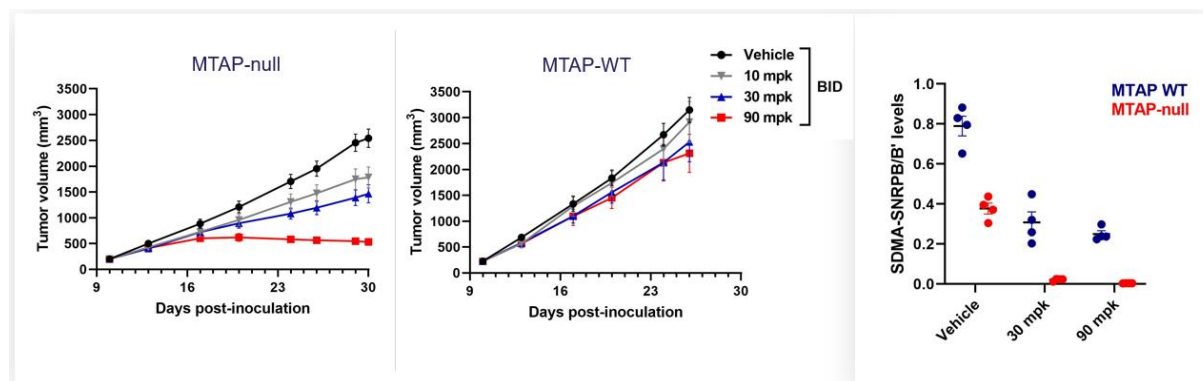 MTAP-null
Tumor volume (mm³)
3500
3000
2500
2000
1500
1000
500
0
9
16
23
30
Days post-inoculation
MTAP-WT
Tumor volume (mm³)
3500
3000
2500
2000
1500
1000
500
0
9
16
23
30
Days post-inoculation
Vehicle
10 mpk
30 mpk
90 mpk
BID
SDMA-SNRPB/B' levels
1.0
0.8
0.6
0.4
0.2
0.0
Vehicle
30 mpk
90 mpk
MTAP WT
MTAP-null